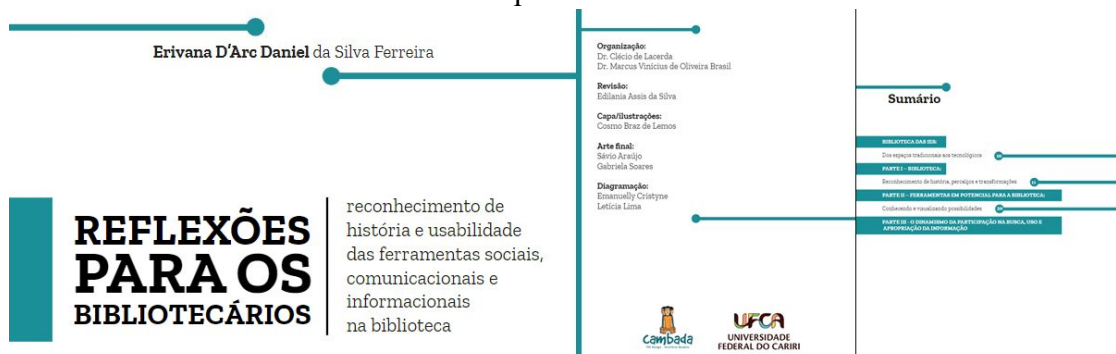 Erivana D'Arc Daniel da Silva Ferreira
REFLEXÕES
PARA OS
BIBLIOTECÁRIOS
reconhecimento de
história e usabilidade
das ferramentas sociais,
comunicacionais e
informacionais
na biblioteca
Organização:
Dr. Clécio de Lacerda
Dr. Marcus Vinícius de Oliveira Brasil
Revisão:
Edilania Assis da Silva
Capa/ilustrações:
Cosmo Braz de Lemos
Arte final:
Sávio Araújo
Gabriela Soares
Diagramação:
Emanuelly Cristyne
Letícia Lima
Cambada
UFCA
UNIVERSIDADE
FEDERAL DO CARIRI
Sumário
BIBLIOTECA DAS IES:
Dos espaços tradicionais aos tecnológicos
PARTE I – BIBLIOTECA:
Reconhecimento de história, percalços e transformações
PARTE II – FERRAMENTAS EM POTENCIAL PARA A BIBLIOTECA:
Conhecendo e visualizando possibilidades
PARTE III - O DINAMISMO DA PARTICIPAÇÃO NA BUSCA, USO E
APROPRIAÇÃO DA INFORMAÇÃO